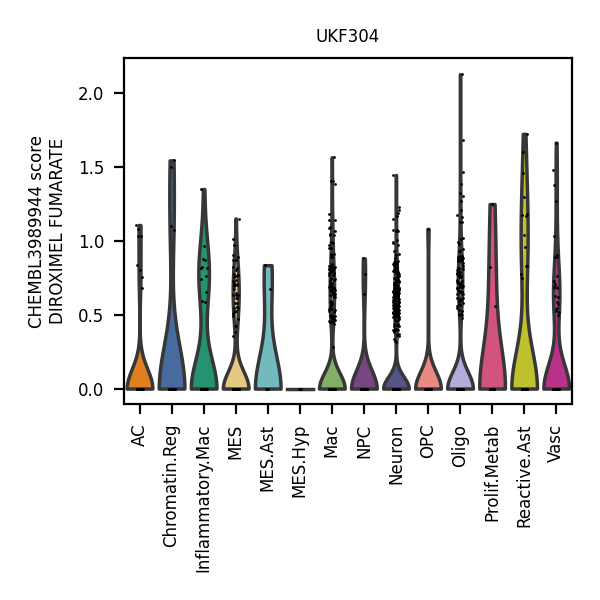 UKF304
CHEMBL3989944 score
DIROXIMEL FUMARATE
2.0
1.5
1.0
0.5
0.0
AC
Chromatin.Reg
Inflammatory.Mac
MES
MES.Ast
MES.Hyp
Mac
NPC
Neuron
OPC
Oligo
Prolif.Metab
Reactive.Ast
Vasc